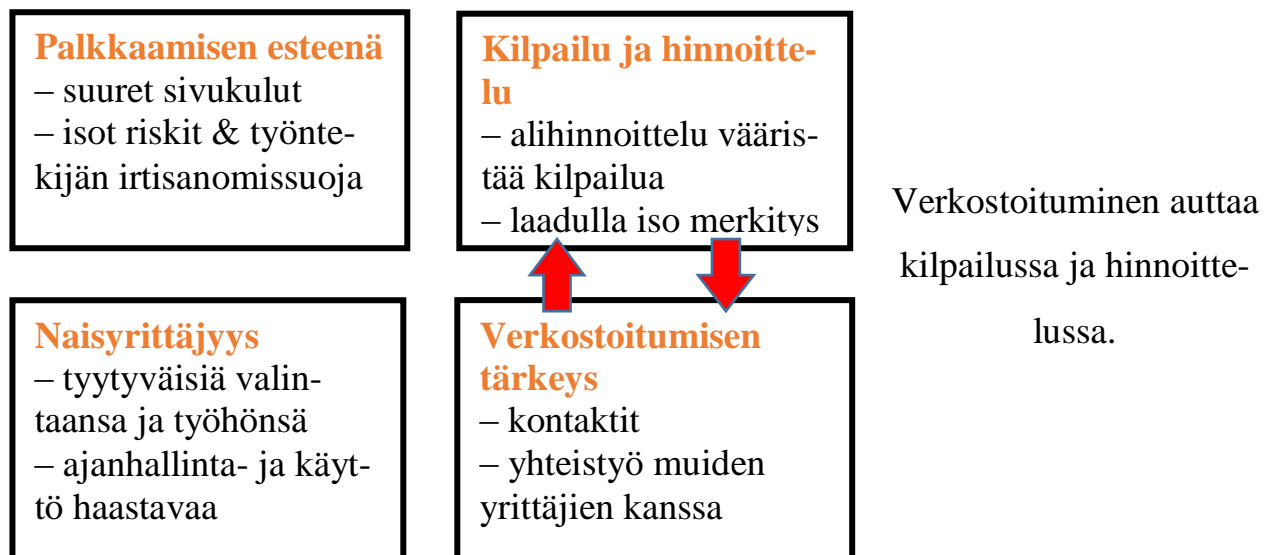 Palkkaamisen esteenä
– suuret sivukulut
– isot riskit & työnte-
kijän irtisanomissuoja
Kilpailu ja hinnoitte-
lu
– alihinnoittelu vääris-
tää kilpailua
– laadulla iso merkitys
Verkostoituminen auttaa
kilpailussa ja hinnoitte-
lussa.
Naisyrittäjyys
– tyytyväisiä valin-
taansa ja työhönsä
– ajanhallinta- ja käyt-
tö haastavaa
Verkostoitumisen
tärkeys
– kontaktit
– yhteistyö muiden
yrittäjien kanssa